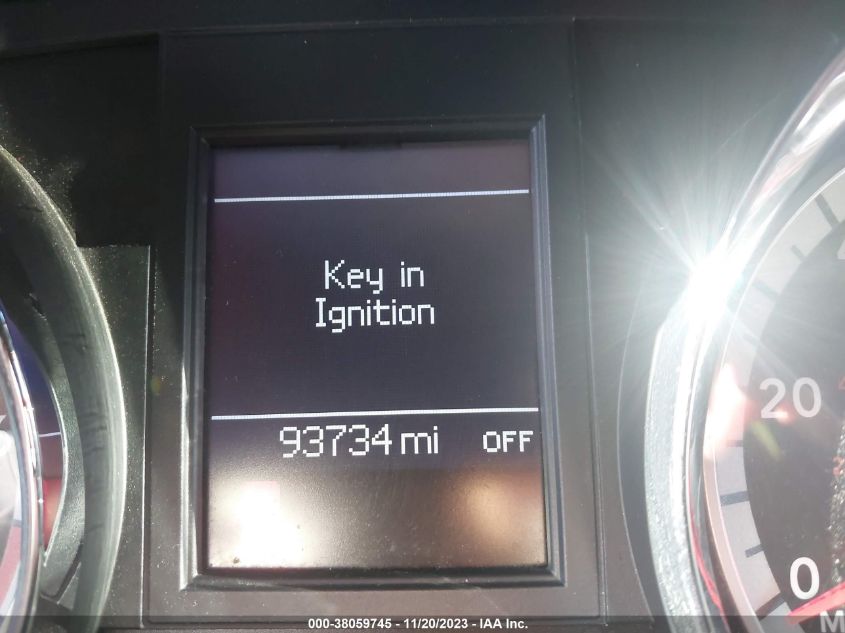 Key in
Ignition
93734 mi OFF
20
0
M
000-38059745 - 11/20/2023 - IAA Inc.